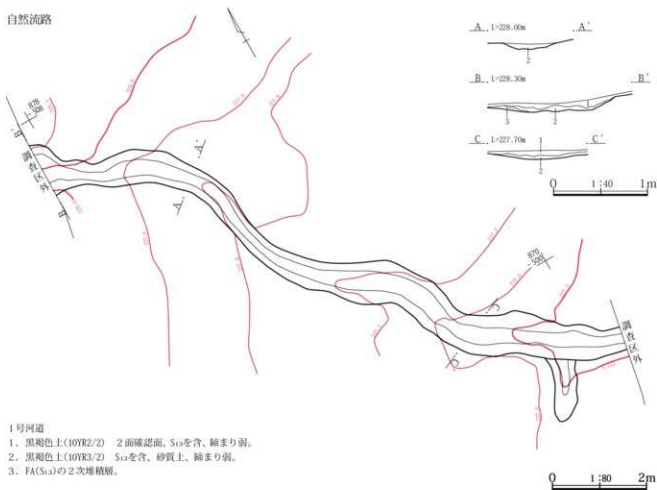 自然流路
A L=228.00m A'
2
B L=228.30m B'
1
3 2
C L=227.70m 1 C'
2
0 1:40 1m
878
-508
B'
調査区外
B
A'
A
870
-500
C'
C
調査区外
1号河道
1. 黒褐色土(10YR2/2) 2面確認面、S13を含、締まり弱。
2. 黒褐色土(10YR3/2) S13を含、砂質土、締まり弱。
3. FA(S13)の2次堆積層。
0 1:80 2m